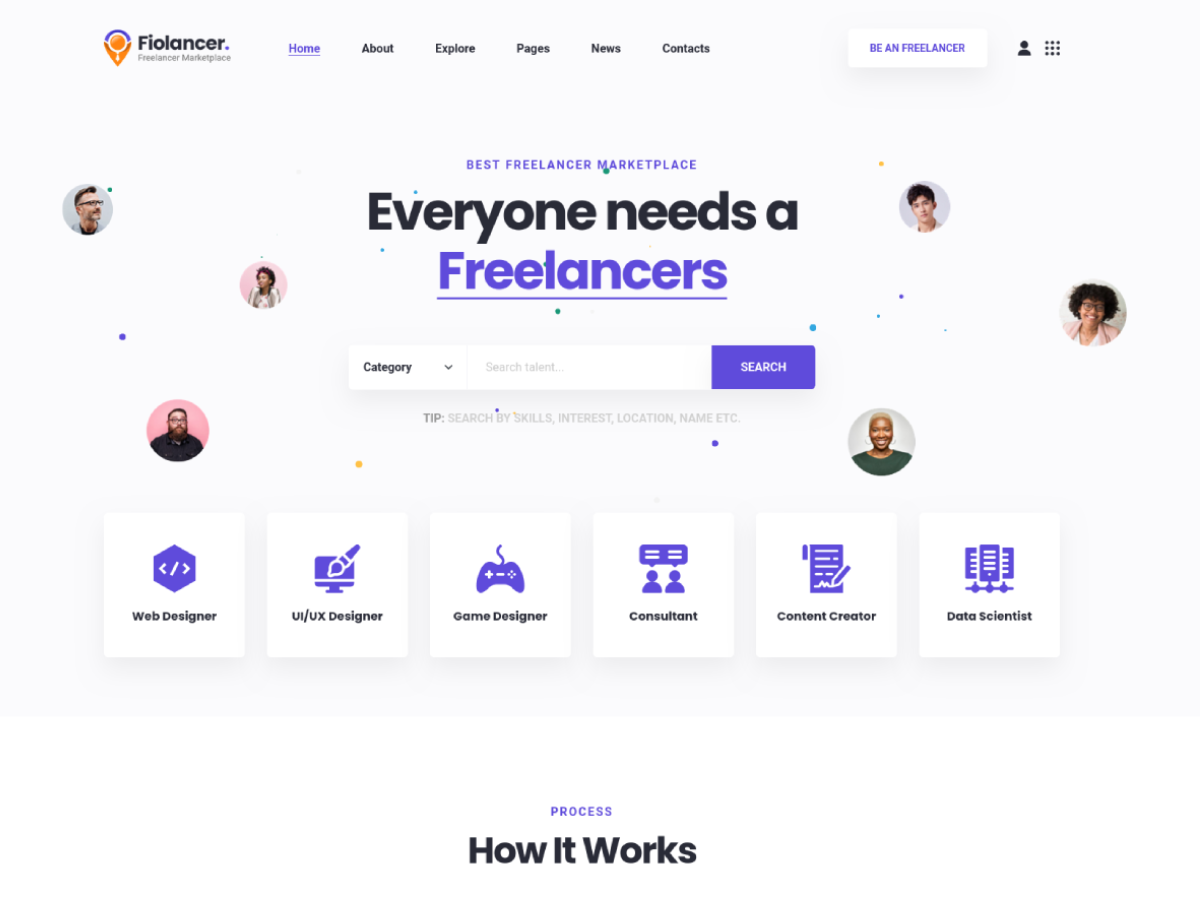 Fiolancer.
Freelancer Marketplace
Home About Explore Pages News Contacts
BE AN FREELANCER
BEST FREELANCER MARKETPLACE
Everyone needs a
Freelancers
Category
Search talent...
SEARCH
TIP: SEARCH BY SKILLS, INTEREST, LOCATION, NAME ETC.
</>
Web Designer
UI/UX Designer
Game Designer
Consultant
Content Creator
Data Scientist
PROCESS
How It Works